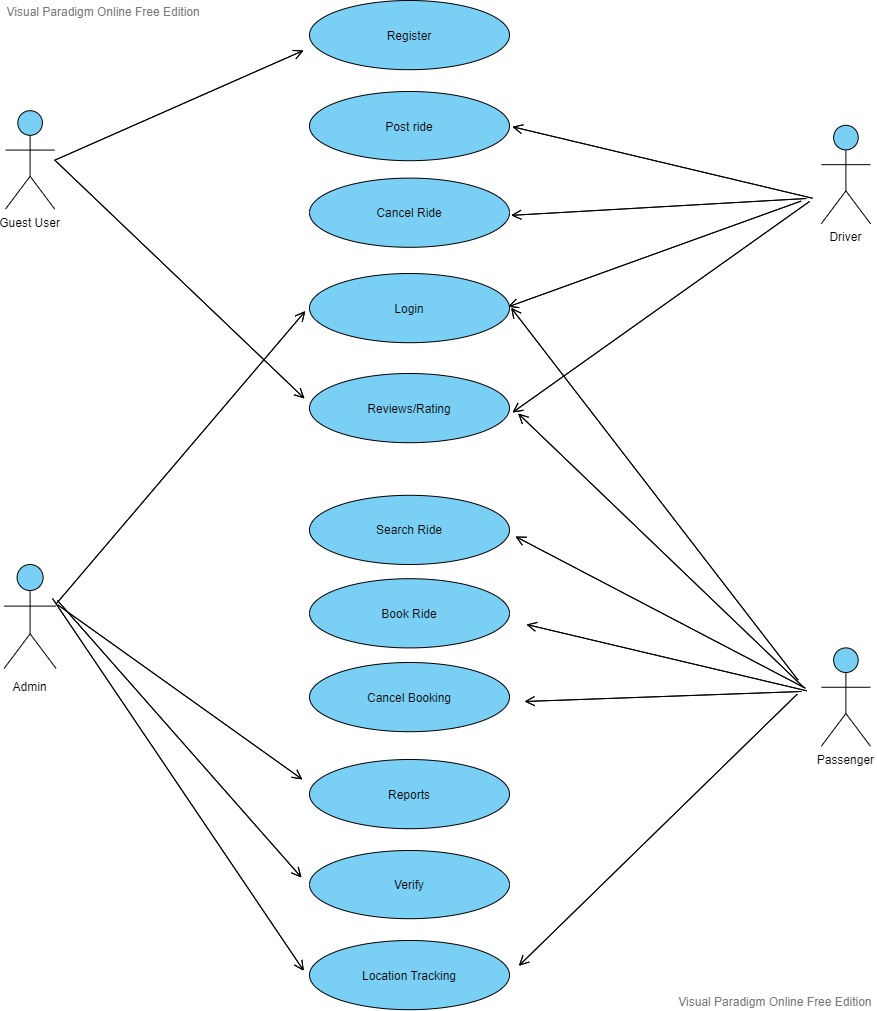 Visual Paradigm Online Free Edition
Register
Post ride
Cancel Ride
Guest User
Driver
Login
Reviews/Rating
Search Ride
Book Ride
Admin
Cancel Booking
Passenger
Reports
Verify
Location Tracking
Visual Paradigm Online Free Edition